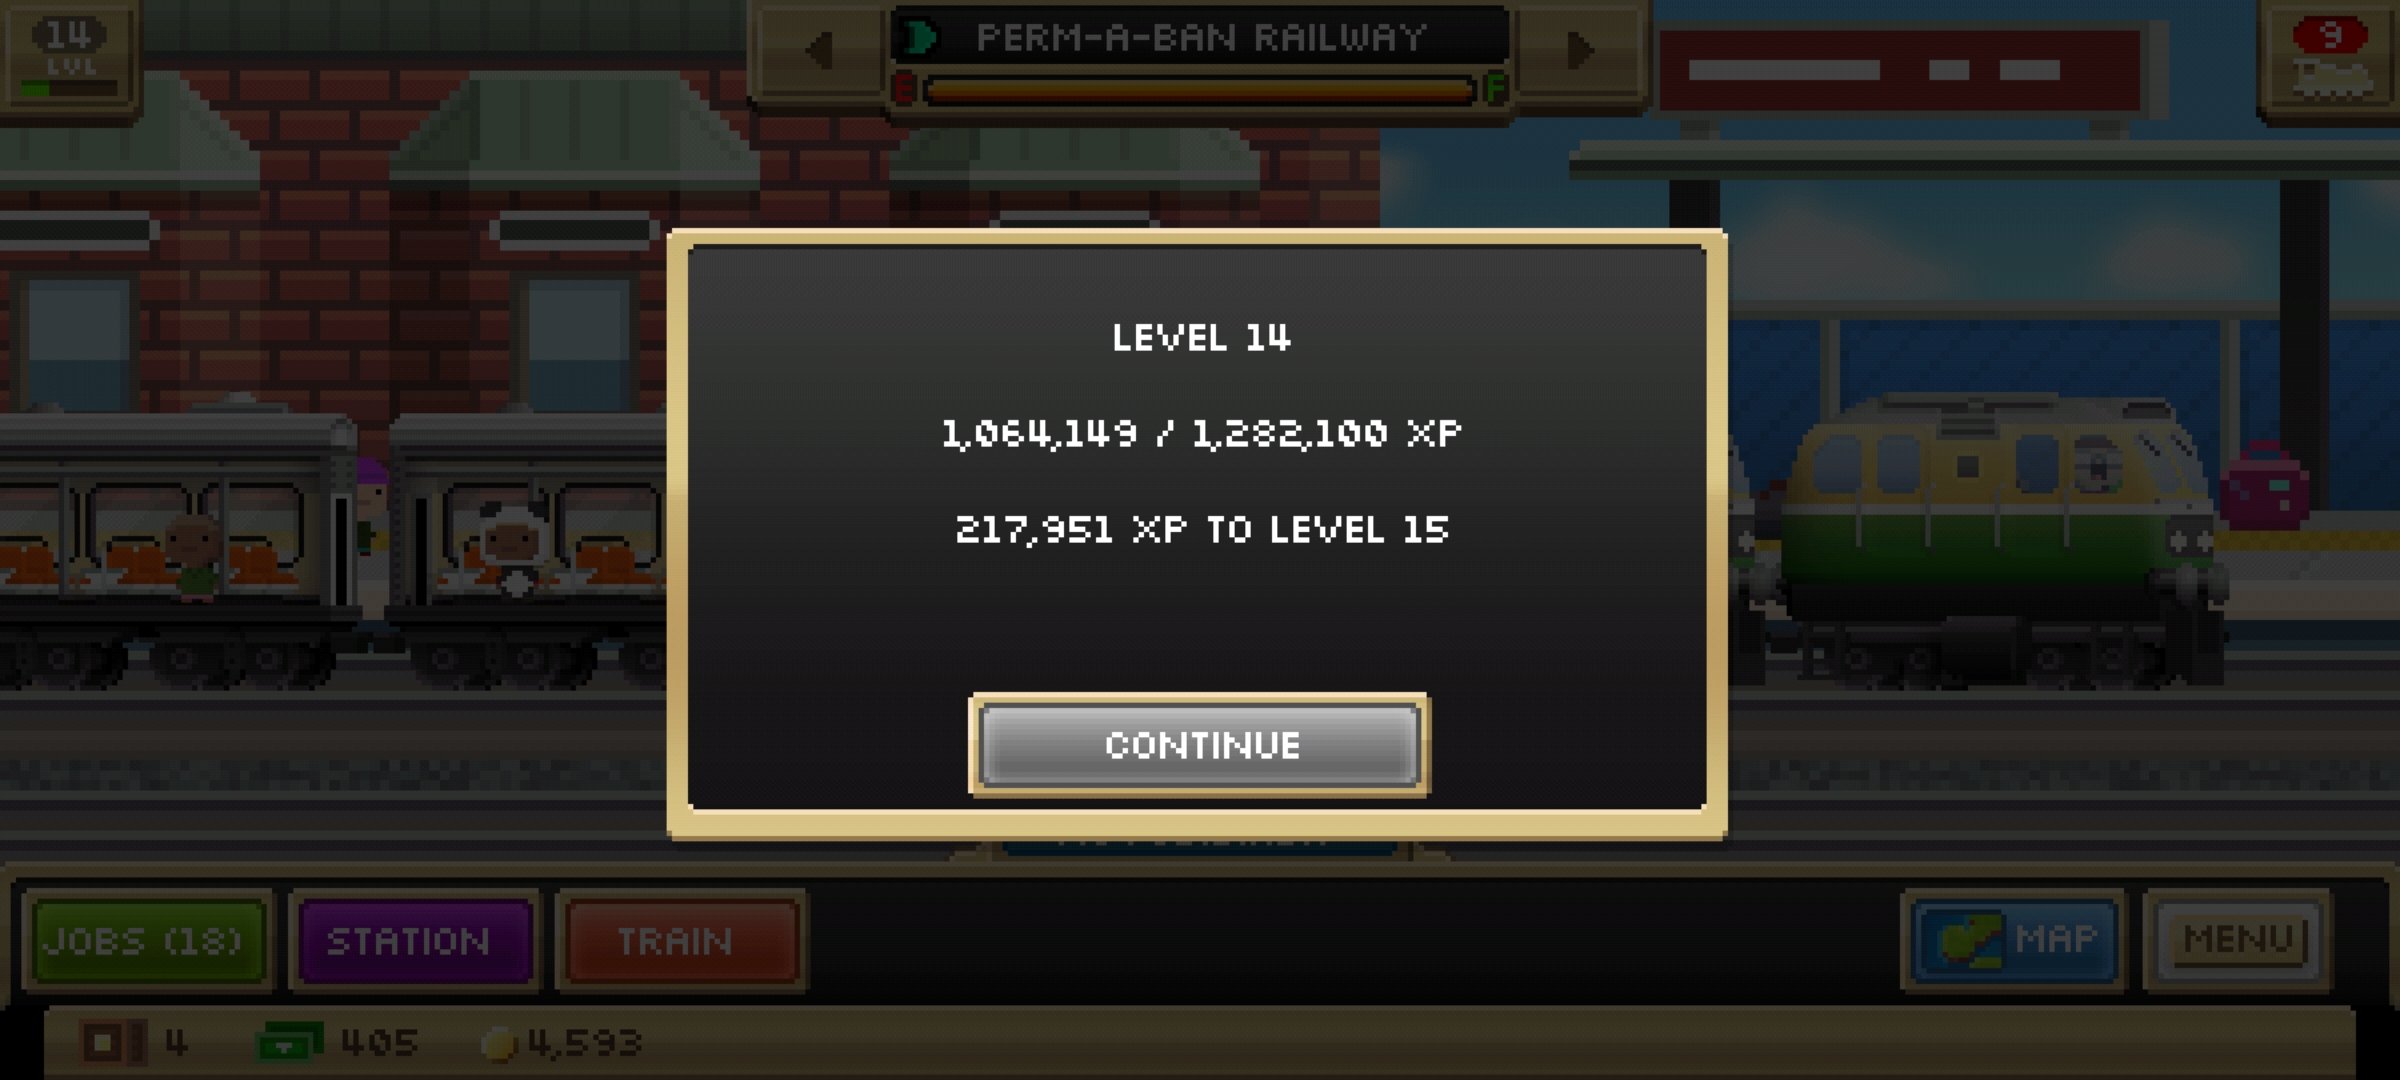 14
LVL
PERM-A-BAN RAILWAY
E
F
9
LEVEL 14
1,064,149 / 1,282,100 XP
217,951 XP TO LEVEL 15
CONTINUE
JOBS (18)
STATION
TRAIN
MAP
MENU
4
405
4,593